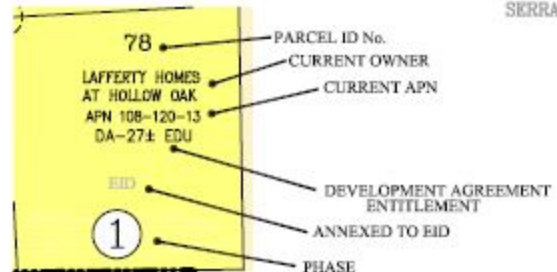 SERRA
78
PARCEL ID No.
CURRENT OWNER
LAFFERTY HOMES
AT HOLLOW OAK
CURRENT APN
APN 108-120-13
DA-27± EDU
EID
DEVELOPMENT AGREEMENT
ENTITLEMENT
ANNEXED TO EID
1
PHASE